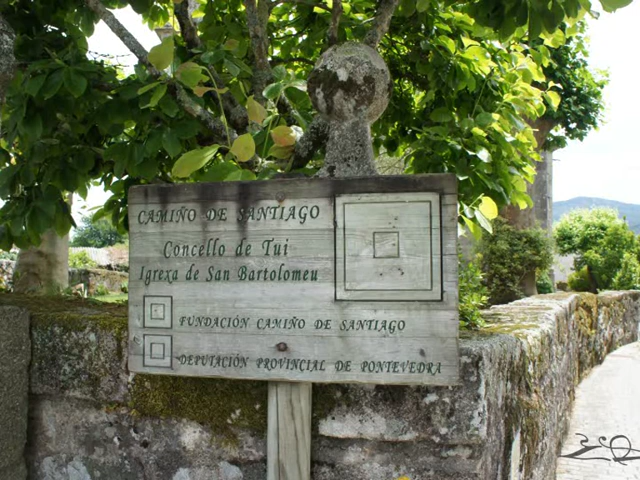 CAMIÑO DE SANTIAGO
Concello de Tui
Igrexa de San Bartolomeu
FUNDACIÓN CAMIÑO DE SANTIAGO
DEPUTACIÓN PROVINCIAL DE PONTEVEDRA